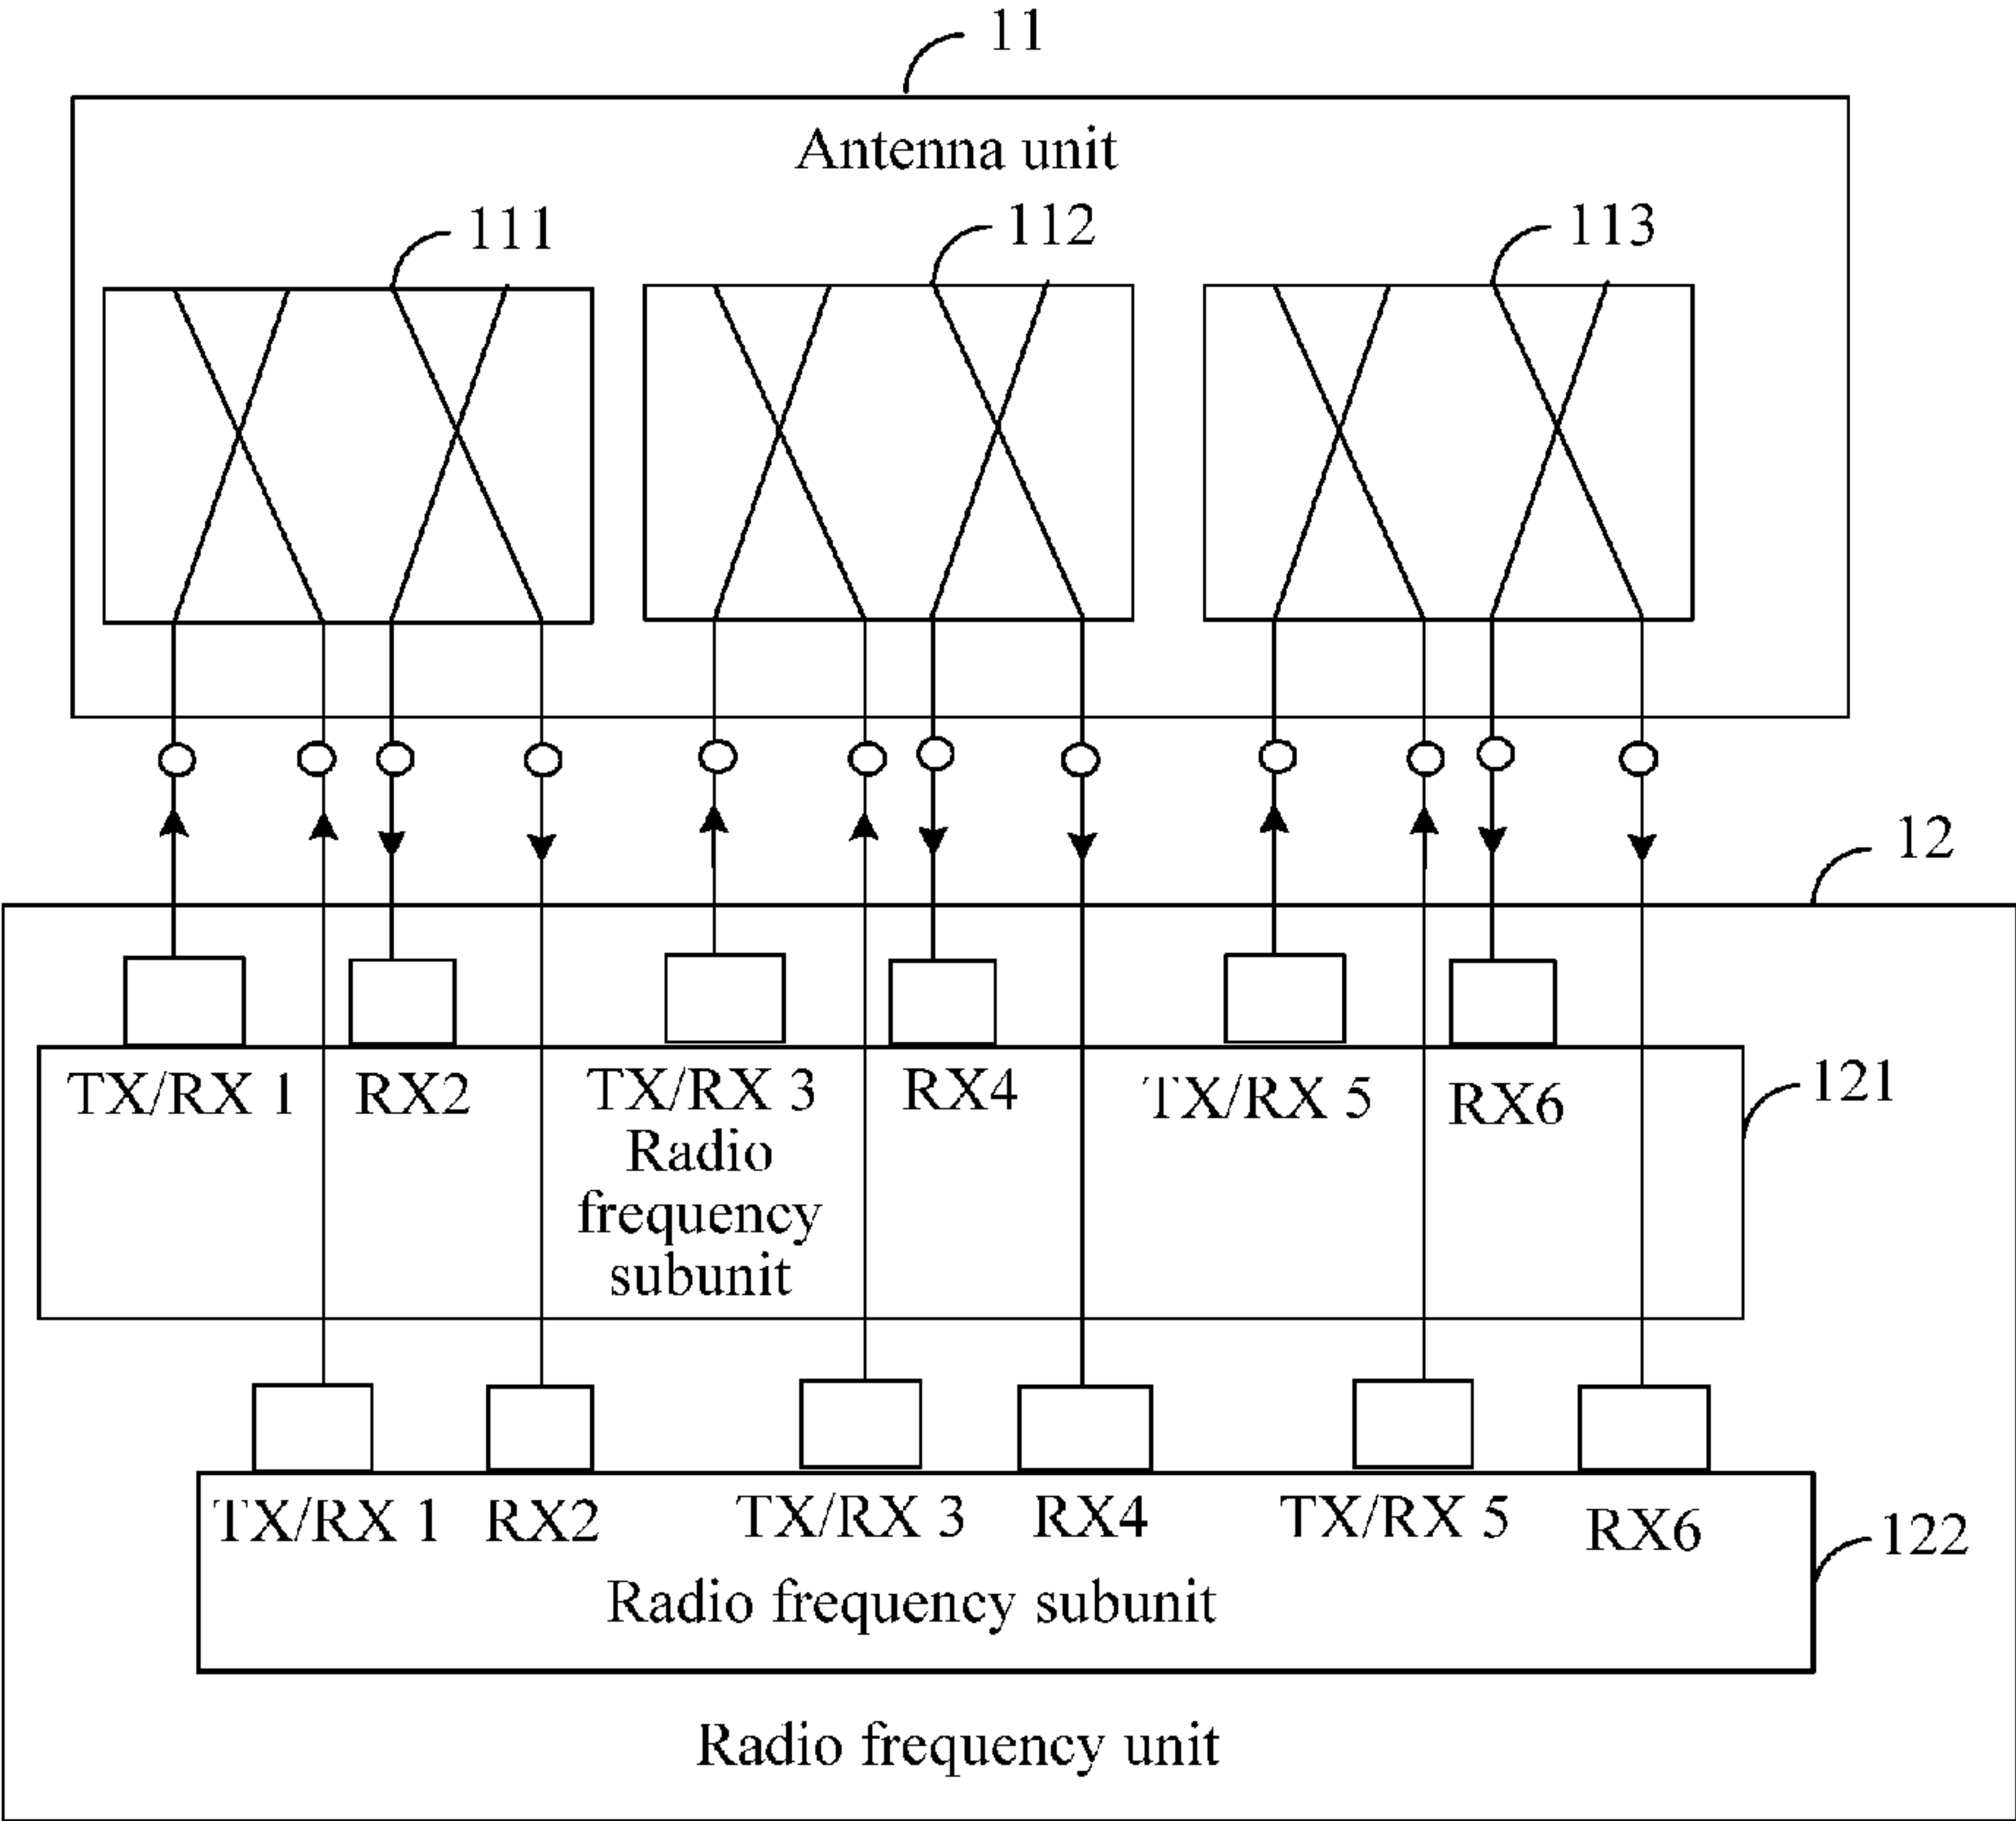 11
Antenna unit
111
112
113
12
TX/RX 1
RX2
TX/RX 3
RX4
TX/RX 5
RX6
121
Radio
frequency
subunit
TX/RX 1
RX2
TX/RX 3
RX4
TX/RX 5
RX6
122
Radio frequency subunit
Radio frequency unit